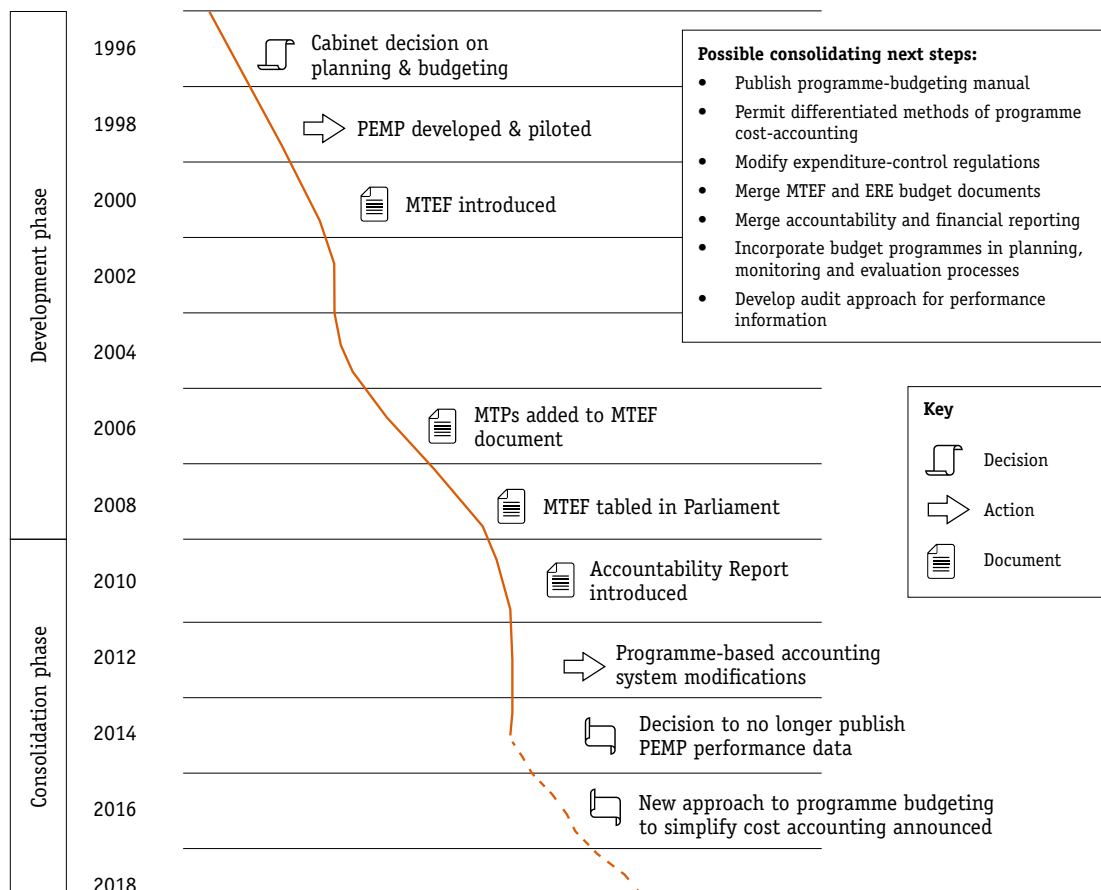 Development phase
1996
Cabinet decision on
planning & budgeting
1998
PEMP developed & piloted
2000
MTEF introduced
2002
2004
2006
MTPs added to MTEF
document
2008
MTEF tabled in Parliament
Consolidation phase
2010
Accountability Report
introduced
2012
Programme-based accounting
system modifications
2014
Decision to no longer publish
PEMP performance data
2016
New approach to programme budgeting
to simplify cost accounting announced
2018
Possible consolidating next steps:
• Publish programme-budgeting manual
• Permit differentiated methods of programme
cost-accounting
• Modify expenditure-control regulations
• Merge MTEF and ERE budget documents
• Merge accountability and financial reporting
• Incorporate budget programmes in planning,
monitoring and evaluation processes
• Develop audit approach for performance
information
Key
Decision
Action
Document